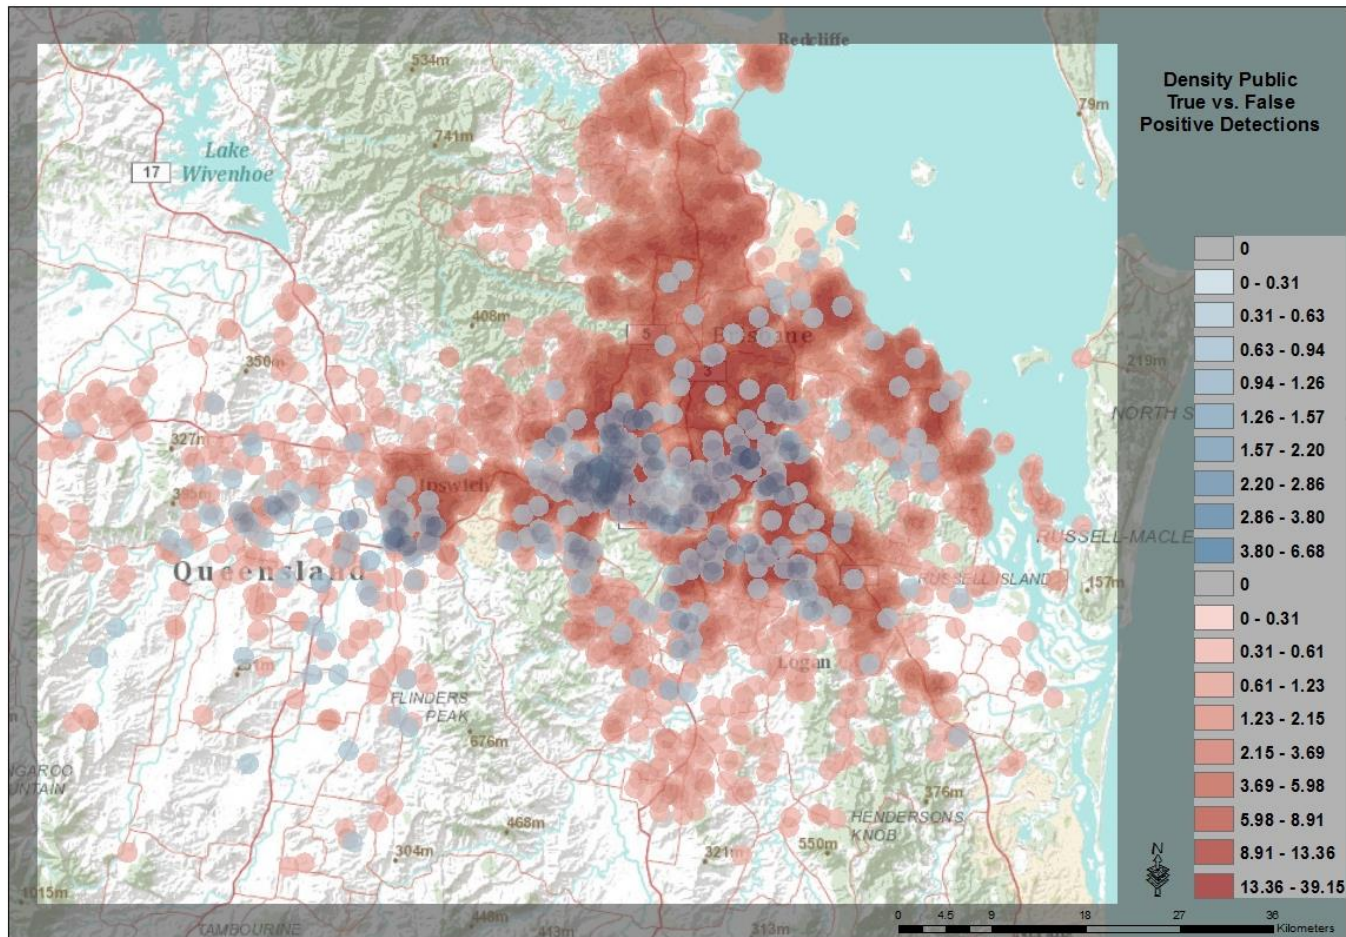 Redcliffe
534m
741m
79m
Density Public
True vs. False
Positive Detections
Lake
Wivenhoe
17
408m
5
Brisbane
3
350m
219m
NORTH S
327m
Ipswich
RUSSELL-MACLE
Queensland
RUSSELL ISLAND
157m
Logan
FLINDERS
PEAK
676m
376m
HENDERSONS
KNOB
468m
304m
321m
550m
1015m
448m
413m
313m
TAMBOURINE
0
0 - 0.31
0.31 - 0.63
0.63 - 0.94
0.94 - 1.26
1.26 - 1.57
1.57 - 2.20
2.20 - 2.86
2.86 - 3.80
3.80 - 6.68
0
0 - 0.31
0.31 - 0.61
0.61 - 1.23
1.23 - 2.15
2.15 - 3.69
3.69 - 5.98
5.98 - 8.91
8.91 - 13.36
13.36 - 39.15
N
0 4.5 9 18 27 36
Kilometers